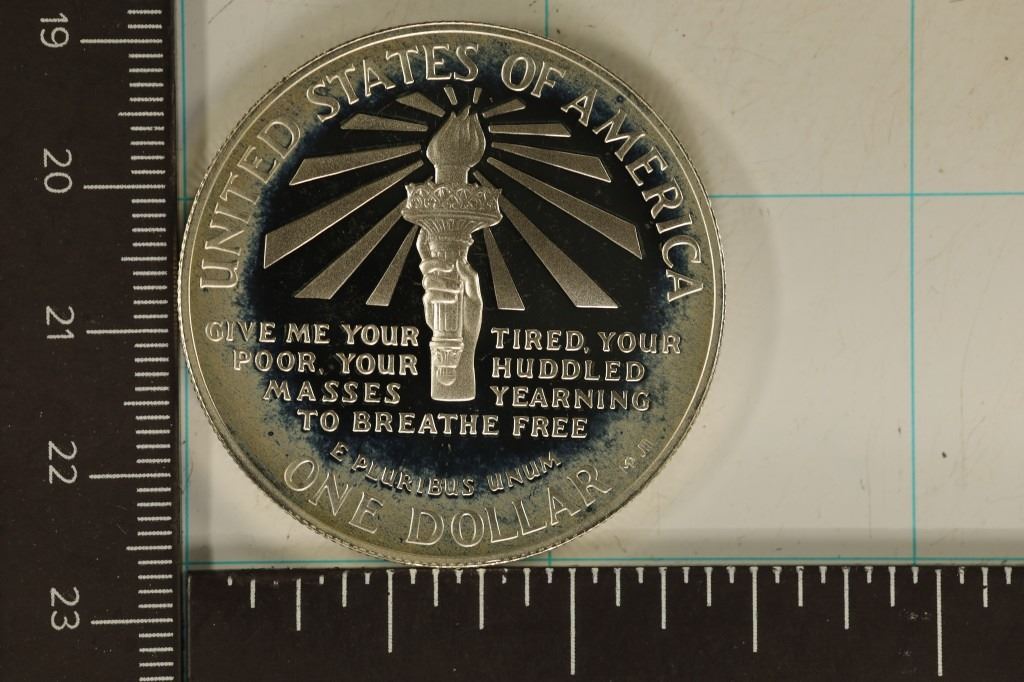 UNITED STATES OF AMERICA
GIVE ME YOUR TIRED, YOUR
POOR, YOUR HUDDLED
MASSES YEARNING
TO BREATHE FREE
E PLURIBUS UNUM
ONE DOLLAR
19
20
21
22
23